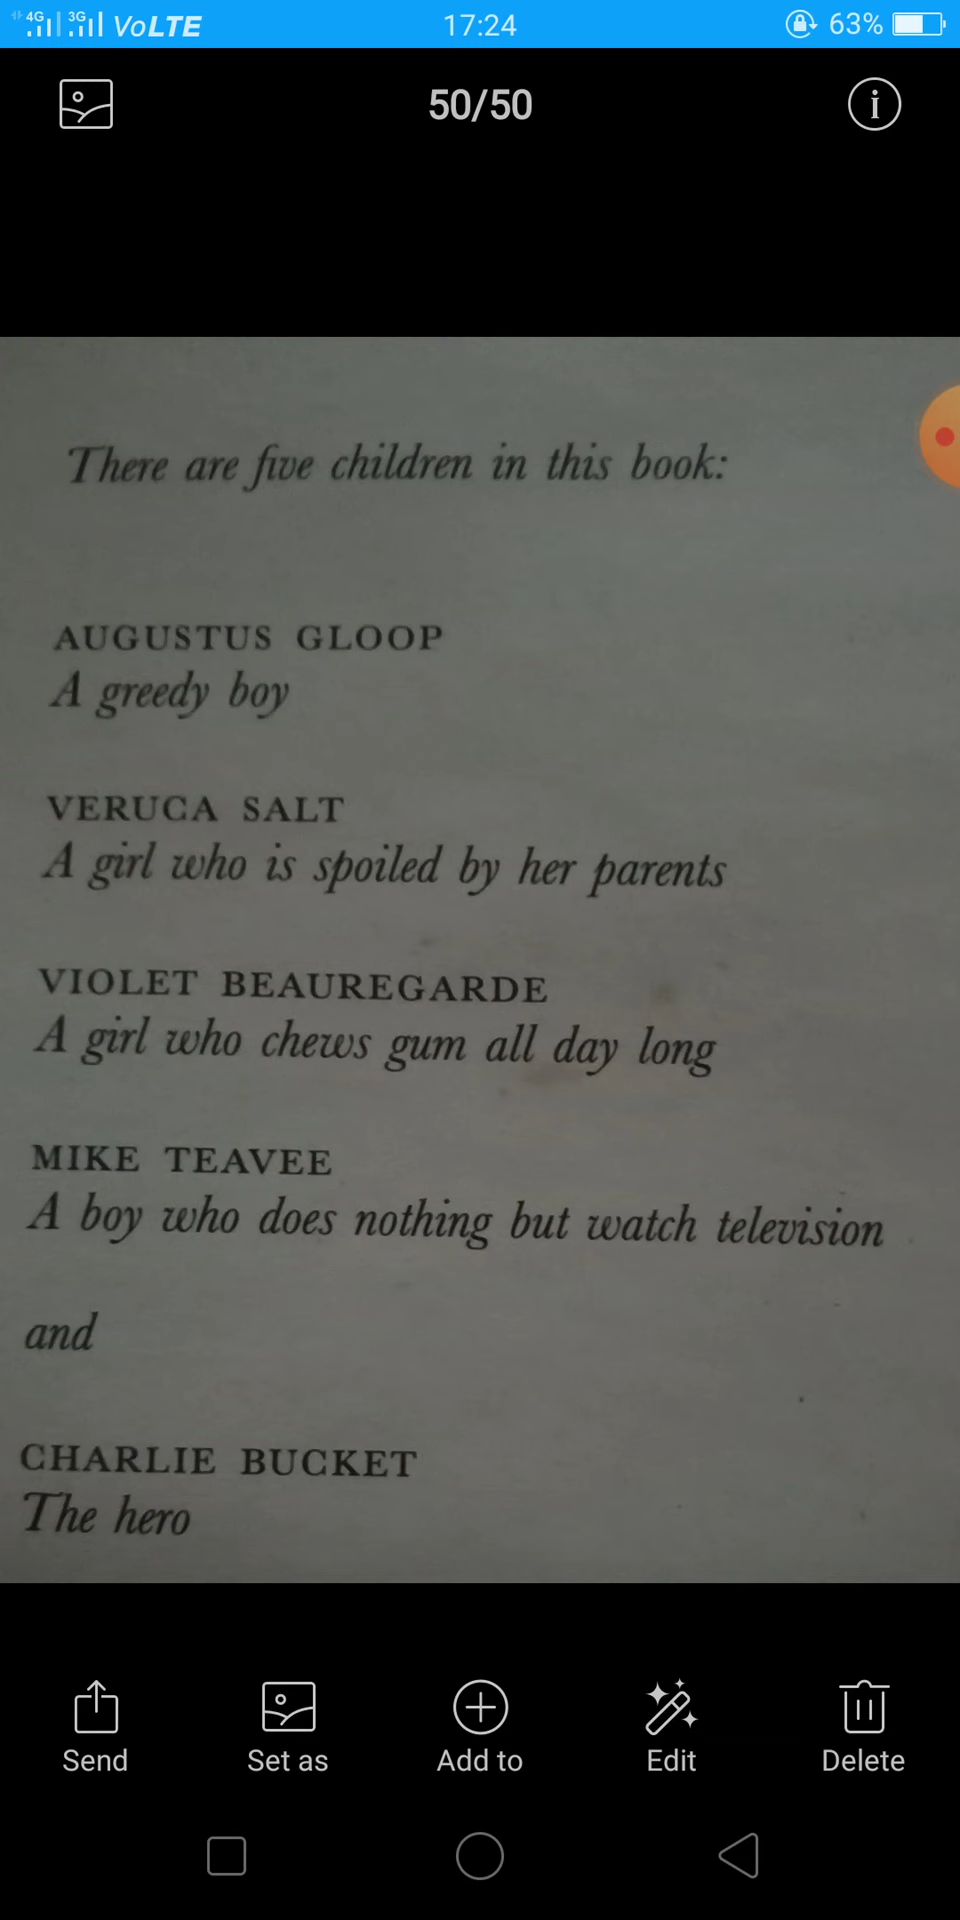 4G 3G VoLTE 17:24 63%
50/50
There are five children in this book:
AUGUSTUS GLOOP
A greedy boy
VERUCA SALT
A girl who is spoiled by her parents
VIOLET BEAUREGARDE
A girl who chews gum all day long
MIKE TEAVEE
A boy who does nothing but watch television
and
CHARLIE BUCKET
The hero
Send Set as Add to Edit Delete